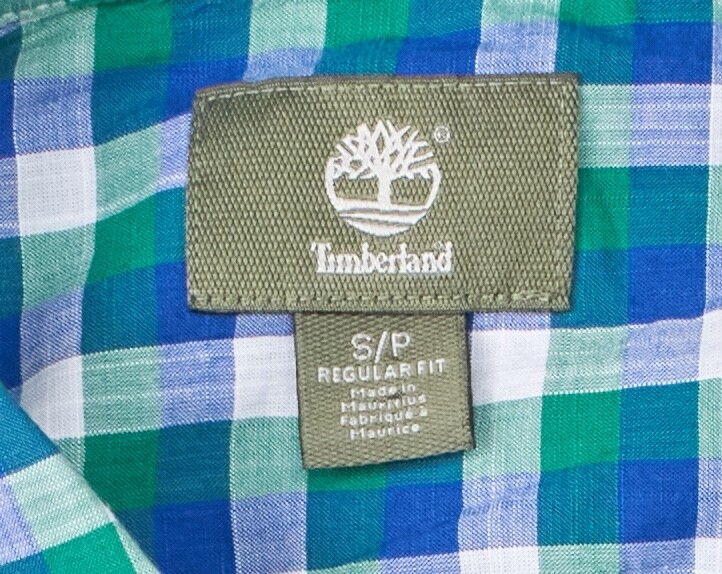 ®
Timberland
S/P
REGULAR FIT
Made in
Mauritius
Fabriqué à
Maurice